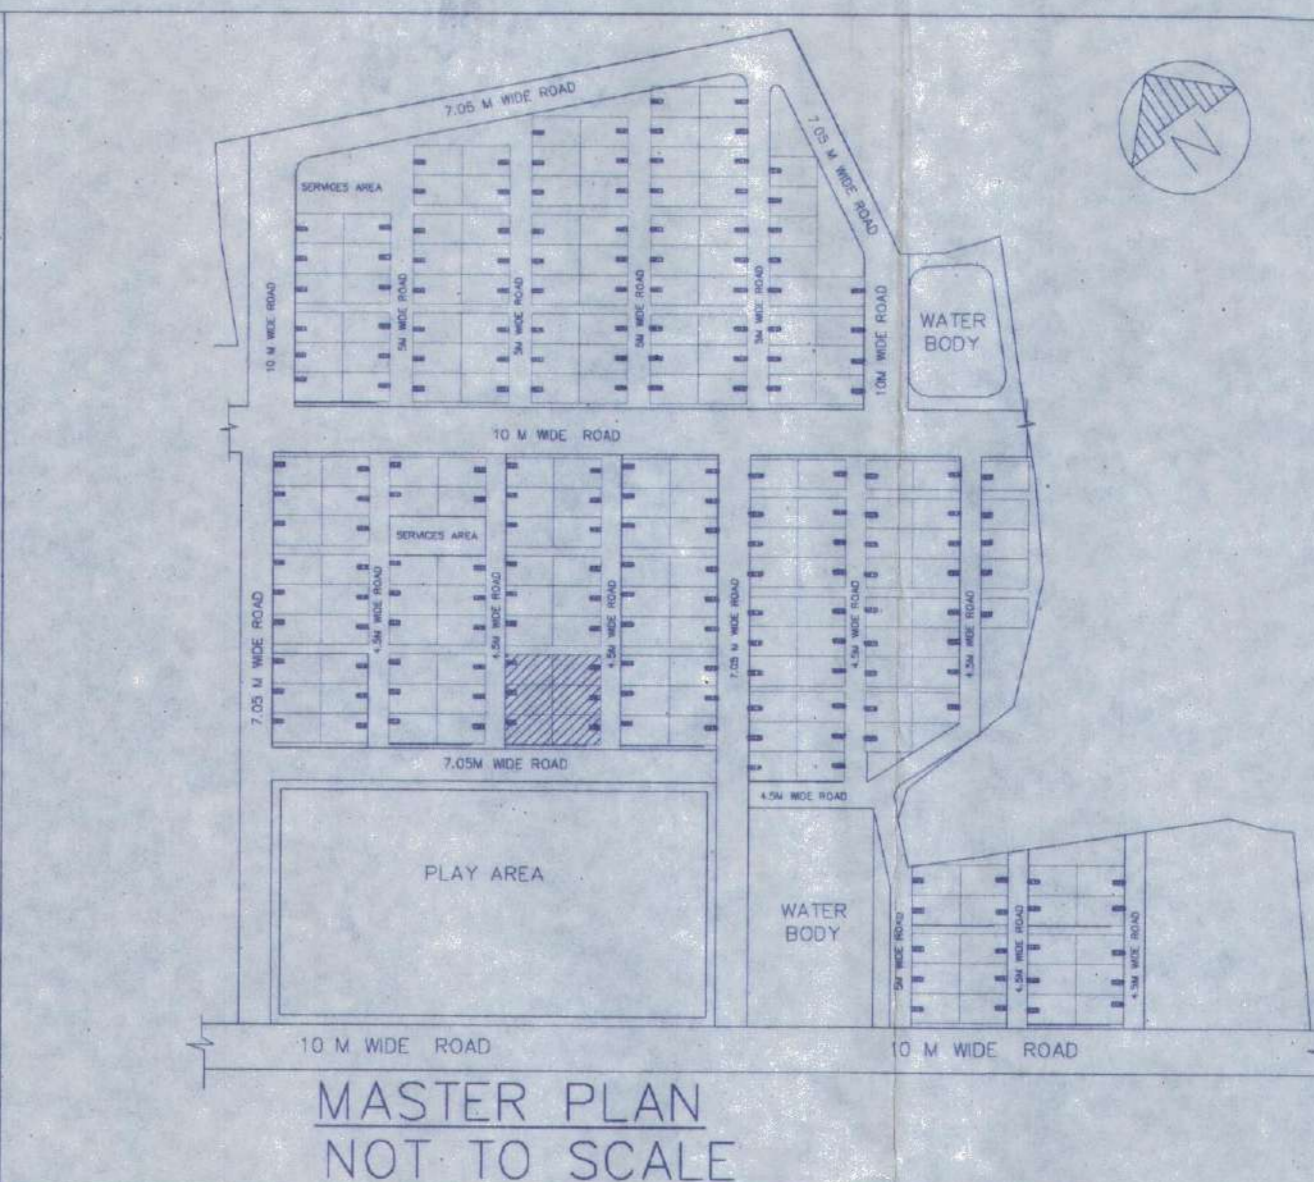 7.05 M WIDE ROAD
7.05 M WIDE ROAD
N
SERVICES AREA
10 M WIDE ROAD
5M WIDE ROAD
5M WIDE ROAD
5M WIDE ROAD
5M WIDE ROAD
10M WIDE ROAD
WATER
BODY
10 M WIDE ROAD
SERVICES AREA
7.05 M WIDE ROAD
4.5M WIDE ROAD
4.5M WIDE ROAD
4.5M WIDE ROAD
7.05 M WIDE ROAD
4.5M WIDE ROAD
4.5M WIDE ROAD
7.05M WIDE ROAD
4.5M WIDE ROAD
PLAY AREA
WATER
BODY
5M WIDE ROAD
4.5M WIDE ROAD
4.5M WIDE ROAD
10 M WIDE ROAD
10 M WIDE ROAD
MASTER PLAN
NOT TO SCALE